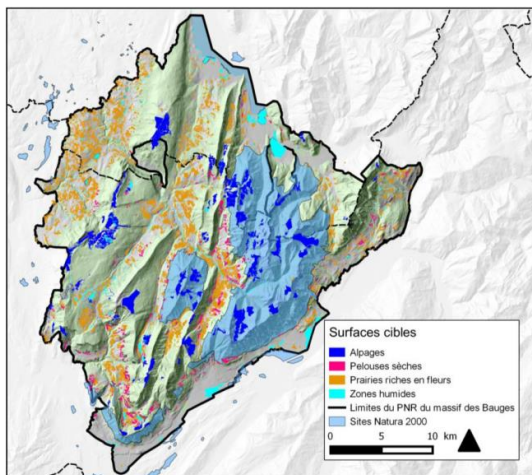 Surfaces cibles
Alpages
Pelouses sèches
Prairies riches en fleurs
Zones humides
Limites du PNR du massif des Bauges
Sites Natura 2000
0 5 10 km